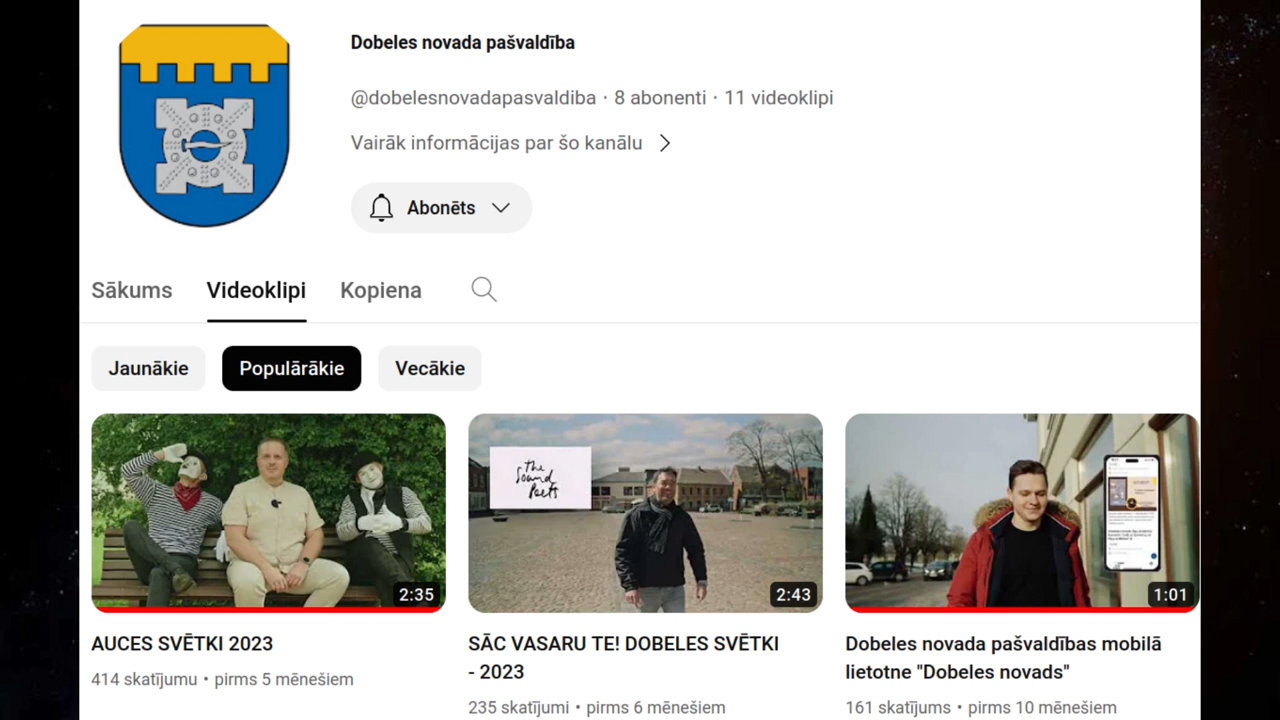 Dobeles novada pašvaldība
@dobelesnovadapasvaldiba · 8 abonenti · 11 videoklipi
Vairāk informācijas par šo kanālu
Abonēts
Sākums Videoklipi Kopiena
Jaunākie Populārākie Vecākie
the
Sound
Poets
2:35
2:43
1:01
AUCES SVĒTKI 2023
414 skatījumu • pirms 5 mēnešiem
SĀC VASARU TE! DOBELES SVĒTKI
- 2023
235 skatījumi • pirms 6 mēnešiem
Dobeles novada pašvaldības mobilā
lietotne "Dobeles novads"
161 skatījums • pirms 10 mēnešiem